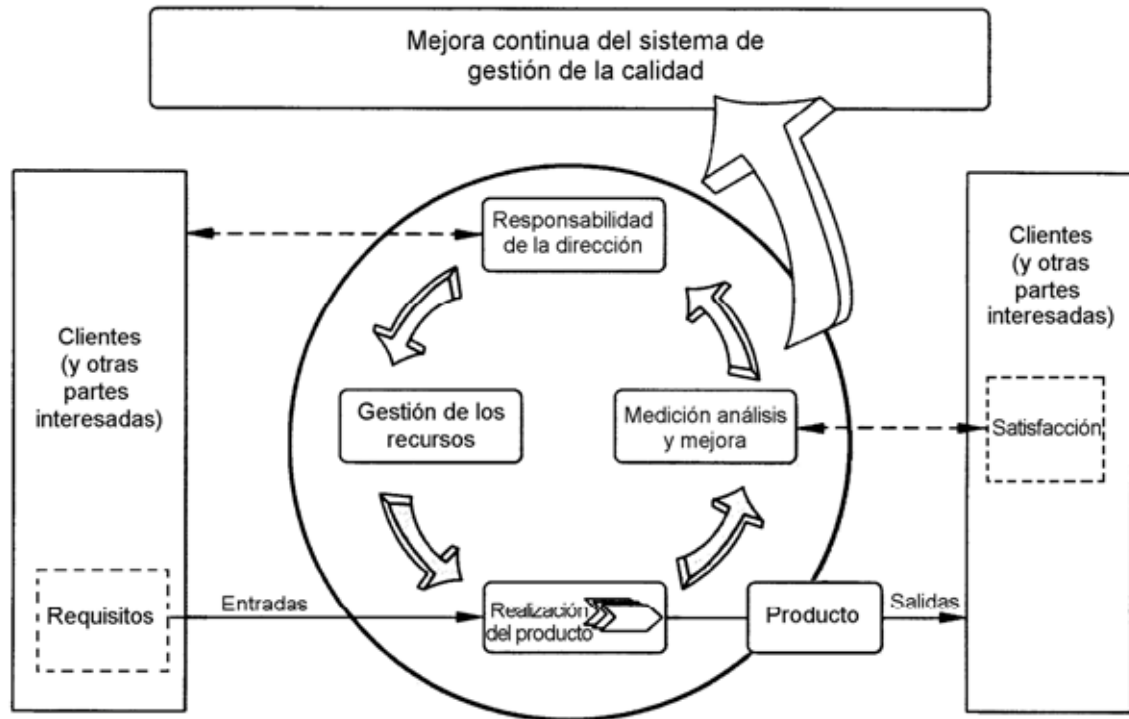 Mejora continua del sistema de
gestión de la calidad
Responsabilidad
de la dirección
Clientes
(y otras
partes
interesadas)
Clientes
(y otras
partes
interesadas)
Gestión de los
recursos
Medición análisis
y mejora
Satisfacción
Requisitos
Entradas
Realización
del producto
Producto
Salidas